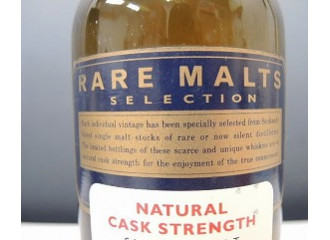 RARE MALTS
SELECTION
Each individual vintage has been specially selected from Scotland's
single malt stocks of rare or now silent distilleries
The limited bottlings of these scarce and unique whiskies are at
natural cask strength for the enjoyment of the true connoisseur
NATURAL
CASK STRENGTH